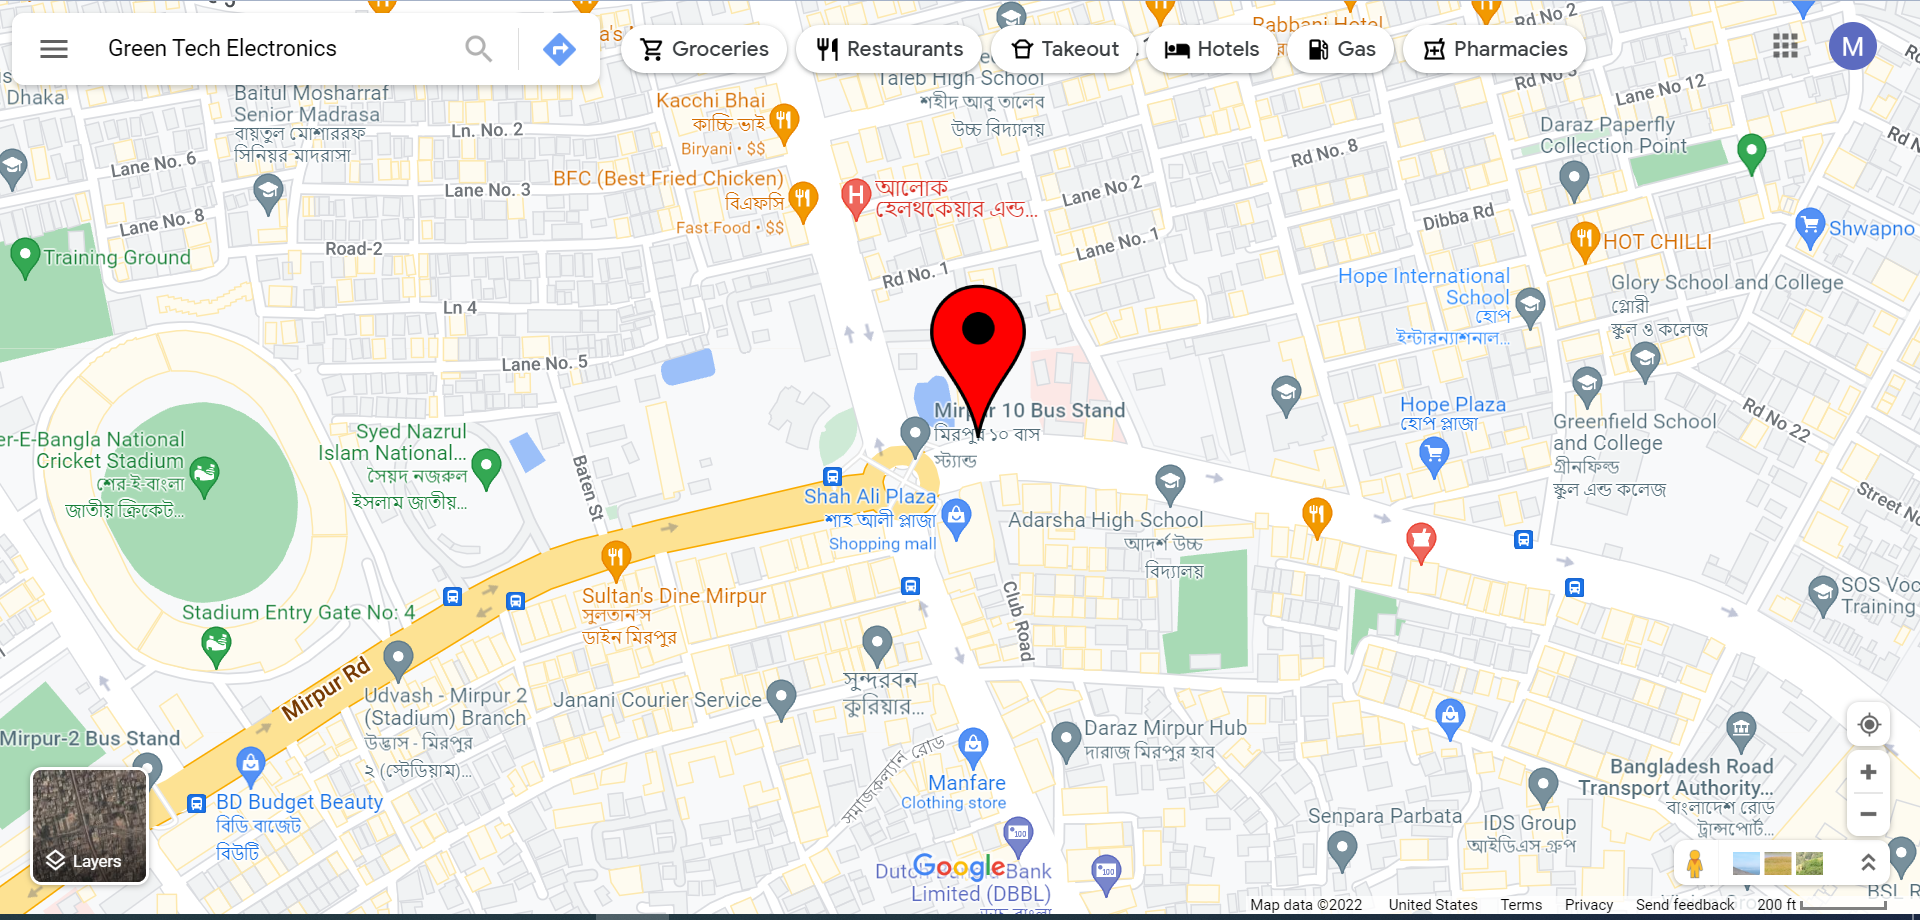 Green Tech Electronics
Groceries
Restaurants
Takeout
Hotels
Gas
Pharmacies
M
Rd No 2
Dhaka
Baitul Mosharraf
Senior Madrasa
বায়তুল মোশাররফ
সিনিয়র মাদরাসা
Ln. No. 2
Kacchi Bhai
কাচ্চি ভাই
Biryani • $$
Taleb High School
শহীদ আবু তালেব
উচ্চ বিদ্যালয়
Lane No 12
Daraz Paperfly
Collection Point
Rd No. 8
Lane No. 6
Lane No. 3
BFC (Best Fried Chicken)
বিএফসি
Fast Food • $$
আলোক
হেলথকেয়ার এন্ড...
Lane No 2
Lane No. 8
Road-2
Lane No. 1
Dibba Rd
HOT CHILLI
Shwapno
Training Ground
Rd No. 1
Hope International
School
হোপ
ইন্টারন্যাশনাল...
Glory School and College
গ্লোরী
স্কুল ও কলেজ
Ln 4
Lane No. 5
Mirpur 10 Bus Stand
মিরপুর ১০ বাস
স্ট্যান্ড
Hope Plaza
হোপ প্লাজা
Rd No 22
Greenfield School
and College
গ্রীনফিল্ড
স্কুল এন্ড কলেজ
er-E-Bangla National
Cricket Stadium
শের-ই-বাংলা
জাতীয় ক্রিকেট...
Syed Nazrul
Islam National...
সৈয়দ নজরুল
ইসলাম জাতীয়...
Baten St
Shah Ali Plaza
শাহ আলী প্লাজা
Shopping mall
Adarsha High School
আদর্শ উচ্চ
বিদ্যালয়
Street No
Club Road
SOS Voc
Training
Stadium Entry Gate No: 4
Sultan's Dine Mirpur
সুলতান'স
ডাইন মিরপুর
Mirpur Rd
Udvash - Mirpur 2
(Stadium) Branch
উদ্ভাস - মিরপুর
২ (স্টেডিয়াম)...
Janani Courier Service
সুন্দরবন
কুরিয়ার...
Mirpur-2 Bus Stand
সমাজকল্যান রোড
Daraz Mirpur Hub
দারাজ মিরপুর হাব
Manfare
Clothing store
Bangladesh Road
Transport Authority...
বাংলাদেশ রোড
ট্রান্সপোর্ট...
BD Budget Beauty
বিডি বাজেট
বিউটি
Senpara Parbata
IDS Group
আইডিএস গ্রুপ
Layers
Google
Bank
Limited (DBBL)
Map data ©2022
United States
Terms
Privacy
Send feedback
200 ft